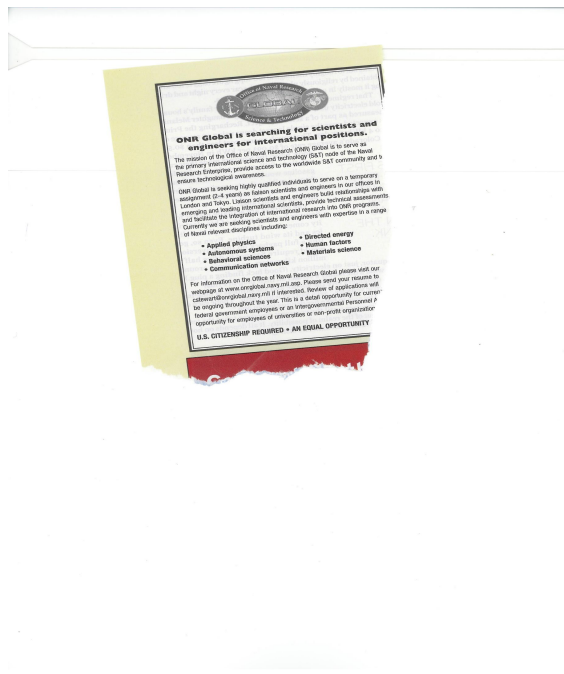 Office of Naval Research
GLOBAL
Science & Technology
ONR Global is searching for scientists and
engineers for international positions.
The mission of the Office of Naval Research (ONR) Global is to serve as
the primary international science and technology (S&T) node of the Naval
Research Enterprise, provide access to the worldwide S&T community and
ensure technological awareness.
ONR Global is seeking highly qualified individuals to serve on a temporary
assignment (2–4 years) as liaison scientists and engineers in our offices in
London and Tokyo. Liaison scientists and engineers build relationships with
emerging and leading international scientists, provide technical assessments
and facilitate the integration of international research into ONR programs.
Currently we are seeking scientists and engineers with expertise in a range
of Naval relevant disciplines including:
• Applied physics
• Autonomous systems
• Behavioral sciences
• Communication networks
• Directed energy
• Human factors
• Materials science
For information on the Office of Naval Research Global please visit our
webpage at www.onrglobal.navy.mil.asp. Please send your resume to
cstewart@onrglobal.navy.mil if interested. Review of applications will
be ongoing throughout the year. This is a detail opportunity for current
federal government employees or an Intergovernmental Personnel
opportunity for employees of universities or non-profit organization
U.S. CITIZENSHIP REQUIRED • AN EQUAL OPPORTUNITY